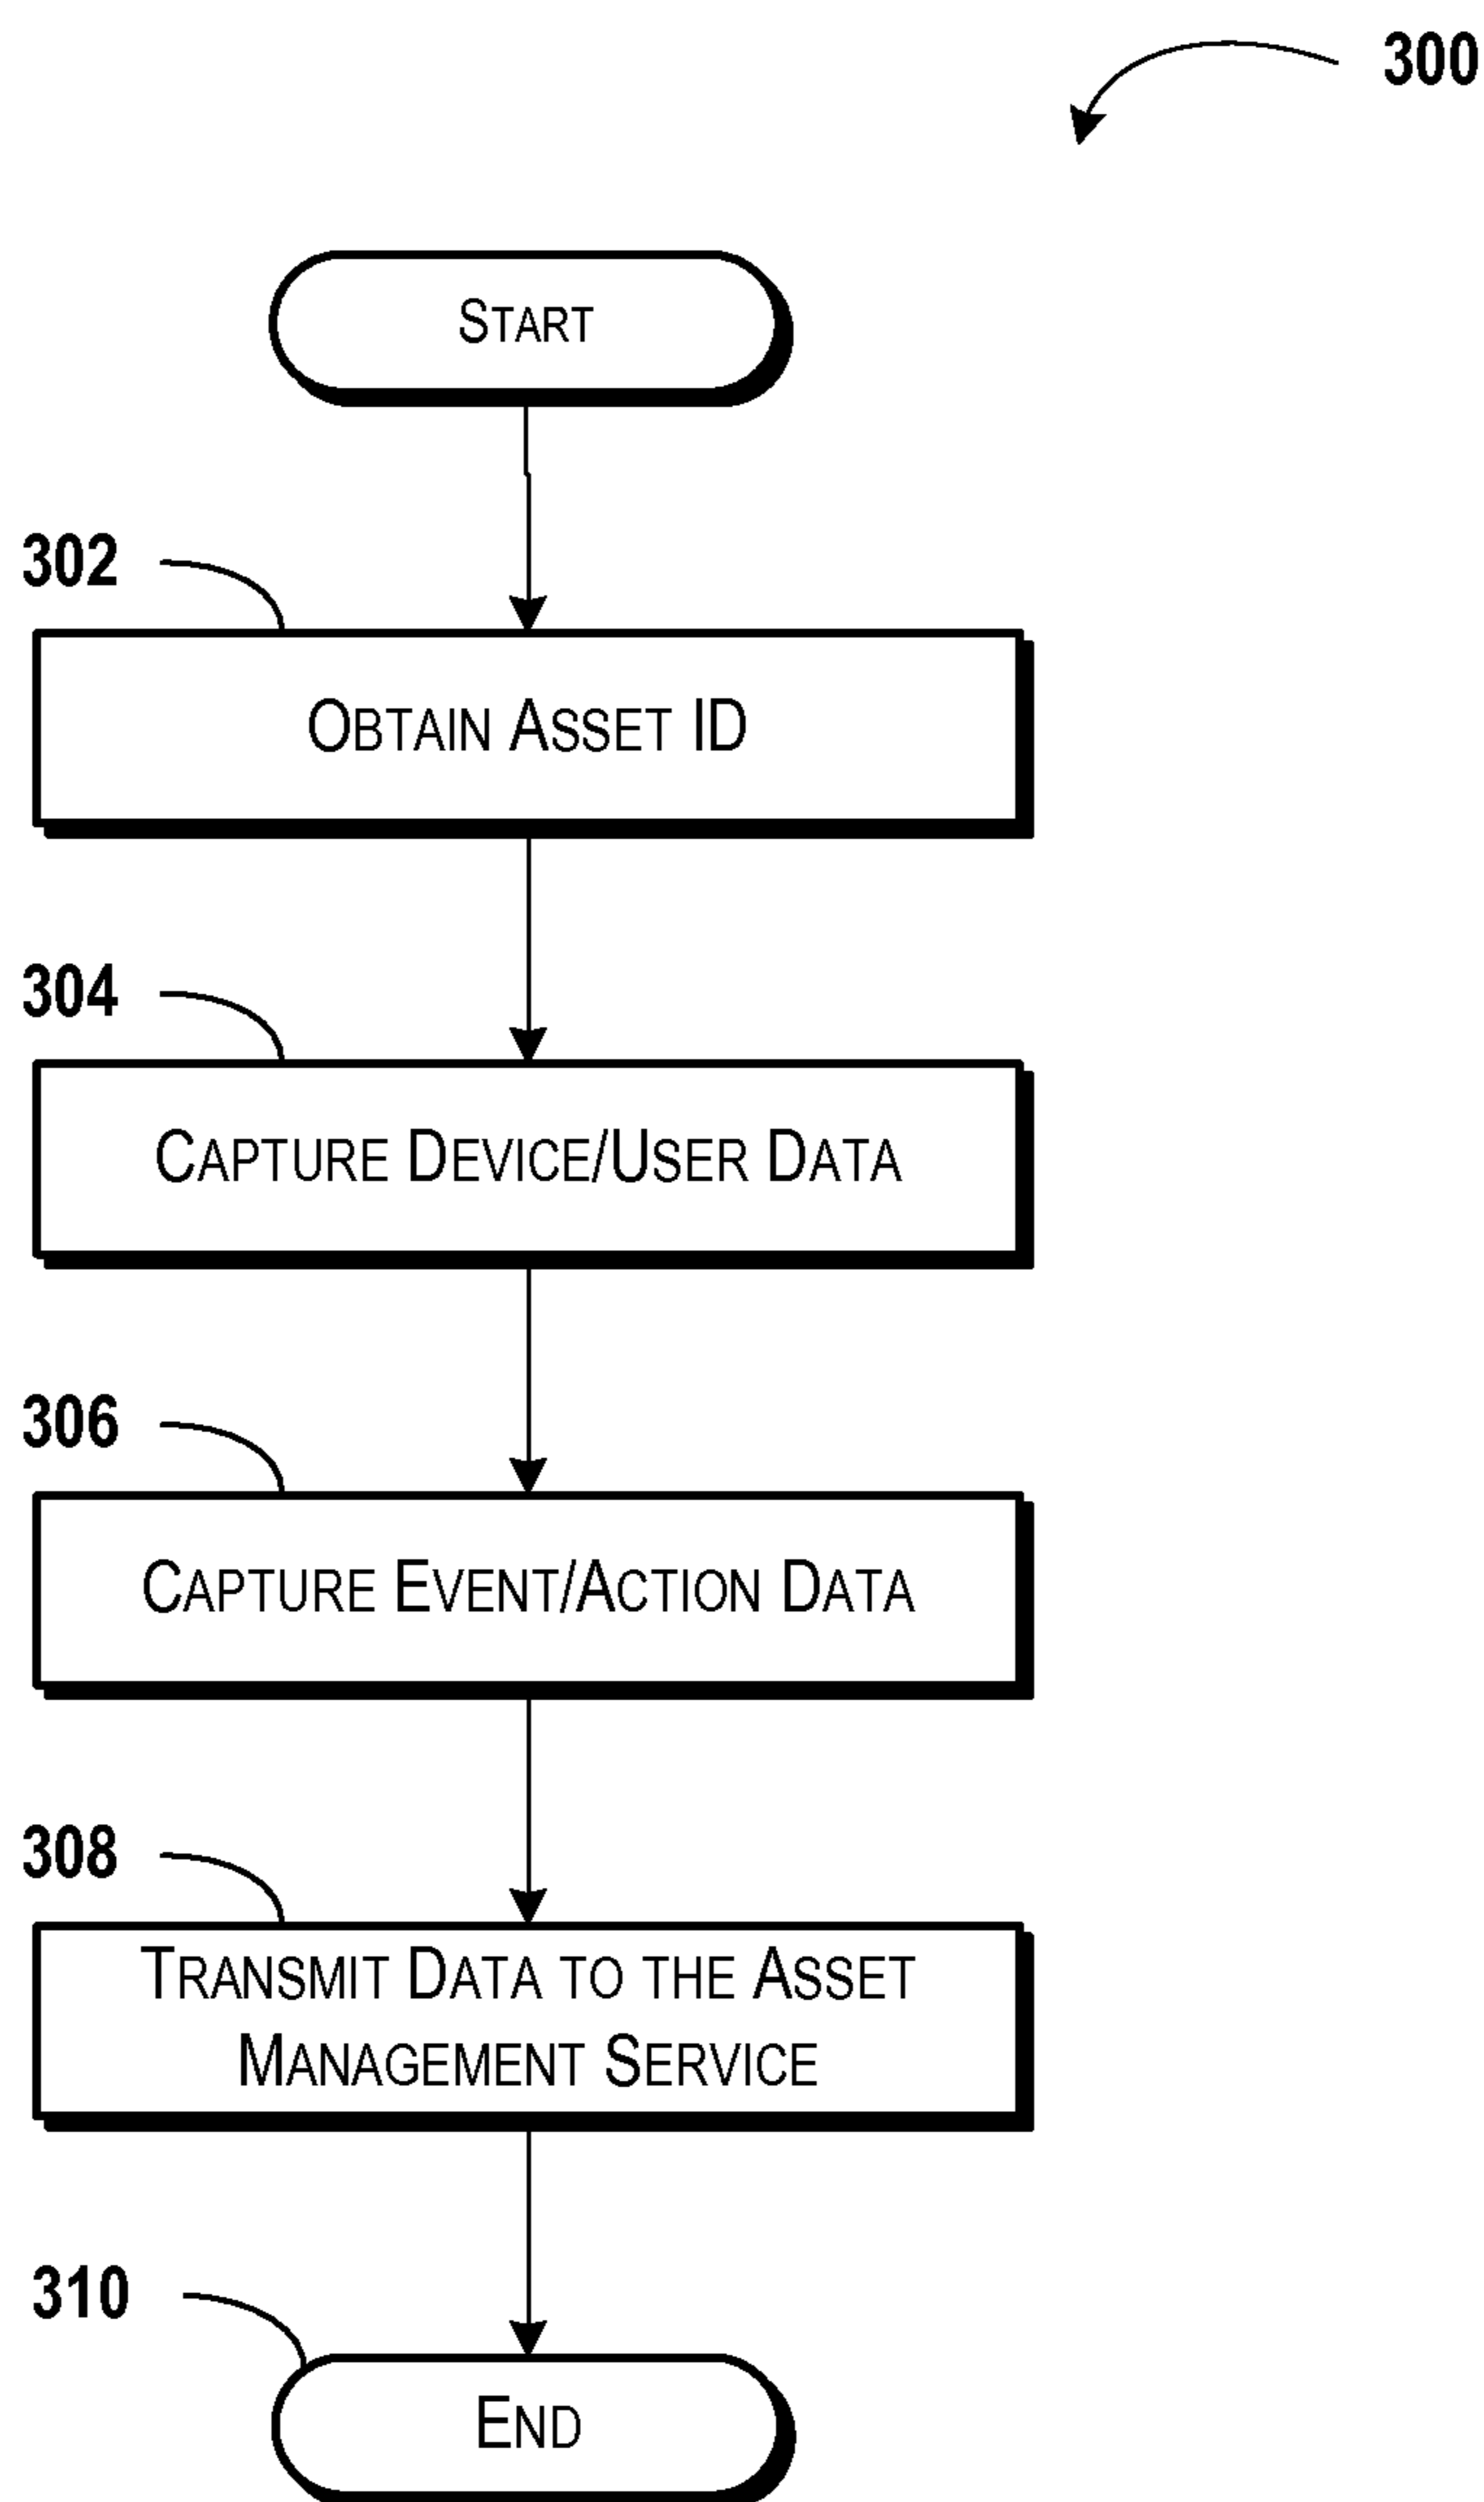 300
START
302
OBTAIN ASSET ID
304
CAPTURE DEVICE/USER DATA
306
CAPTURE EVENT/ACTION DATA
308
TRANSMIT DATA TO THE ASSET
MANAGEMENT SERVICE
310
END